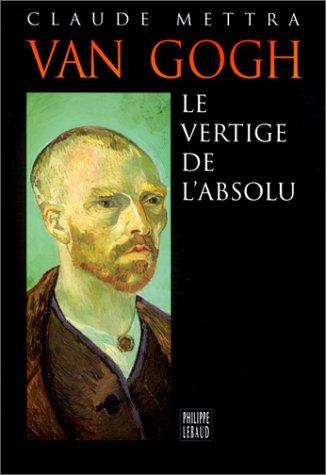 CLAUDE METTRA
VAN GOGH
LE
VERTIGE
DE
L'ABSOLU
PHILIPPE
LEBAUD